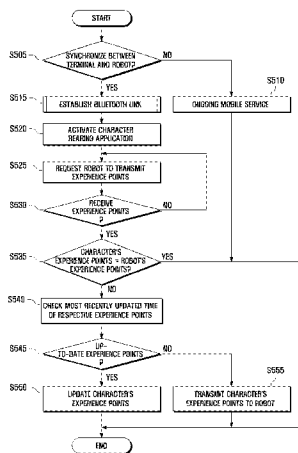 START
S505
SYNCHRONIZE BETWEEN
TERMINAL AND ROBOT?
NO
YES
S510
S515
ESTABLISH BLUETOOTH LINK
ONGOING MOBILE SERVICE
S520
ACTIVATE CHARACTER
REARING APPLICATION
S525
REQUEST ROBOT TO TRANSMIT
EXPERIENCE POINTS
S530
RECEIVE
EXPERIENCE POINTS
?
NO
YES
S535
CHARACTER'S
EXPERIENCE POINTS = ROBOT'S
EXPERIENCE POINTS?
YES
NO
S540
CHECK MOST RECENTLY UPDATED TIME
OF RESPECTIVE EXPERIENCE POINTS
S545
UP-
TO-DATE EXPERIENCE POINTS
?
NO
YES
S550
S555
UPDATE CHARACTER'S
EXPERIENCE POINTS
TRANSMIT CHARACTER'S
EXPERIENCE POINTS TO ROBOT
END